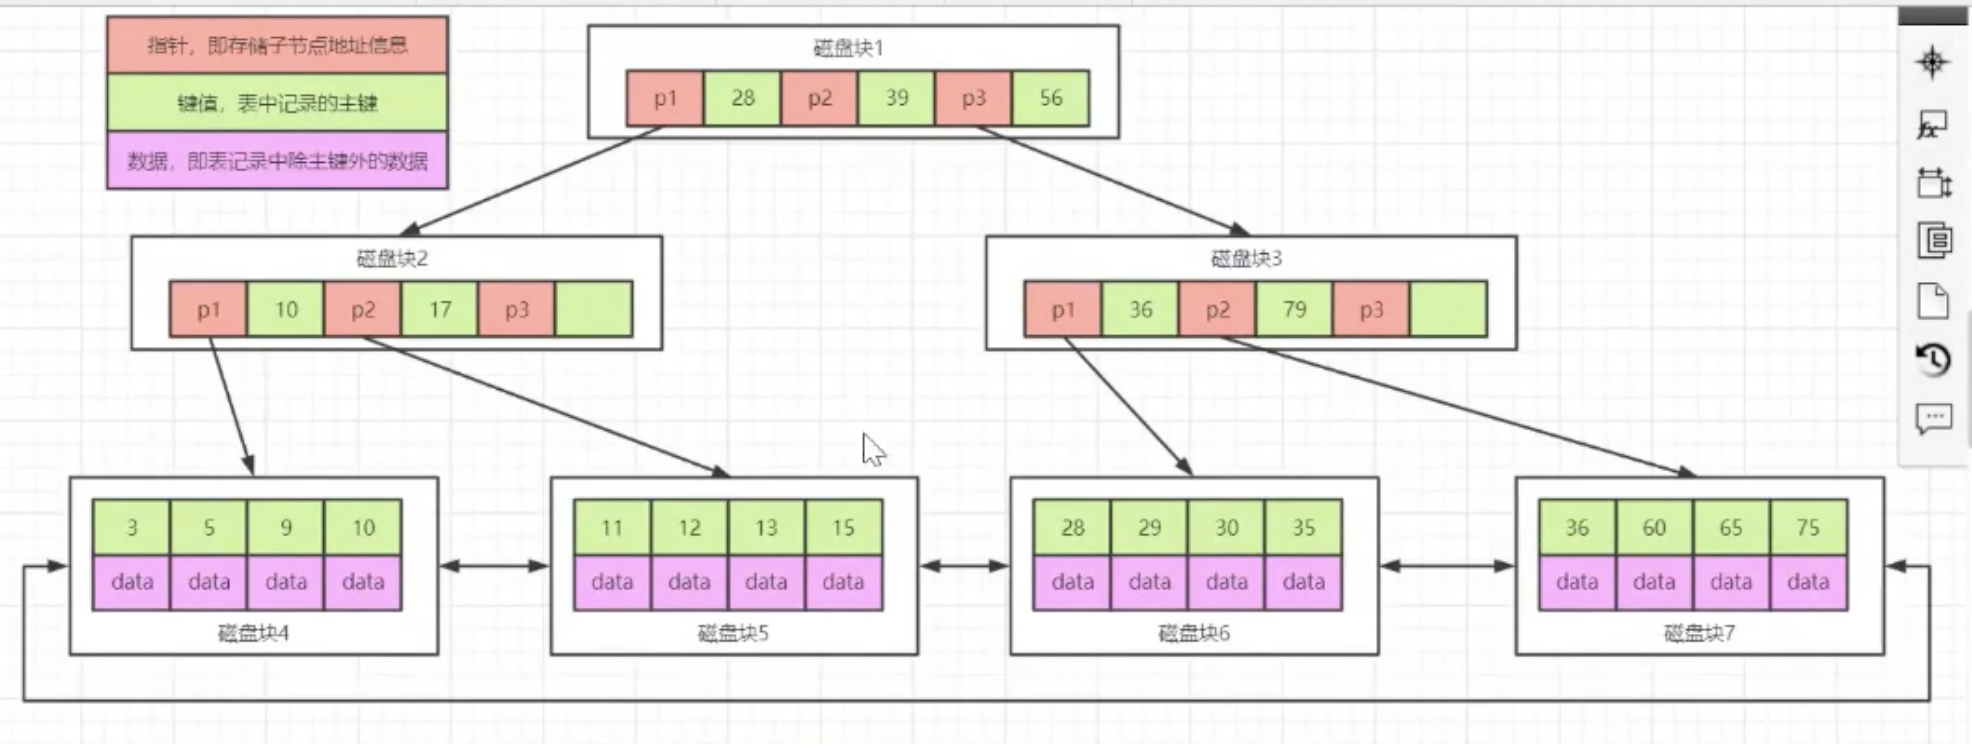 指针，即存储子节点地址信息
键值，表中记录的主键
数据，即表记录中除主键外的数据
磁盘块1
p1 28 p2 39 p3 56
磁盘块2
p1 10 p2 17 p3
磁盘块3
p1 36 p2 79 p3
3 5 9 10
data data data data
磁盘块4
11 12 13 15
data data data data
磁盘块5
28 29 30 35
data data data data
磁盘块6
36 60 65 75
data data data data
磁盘块7
fx